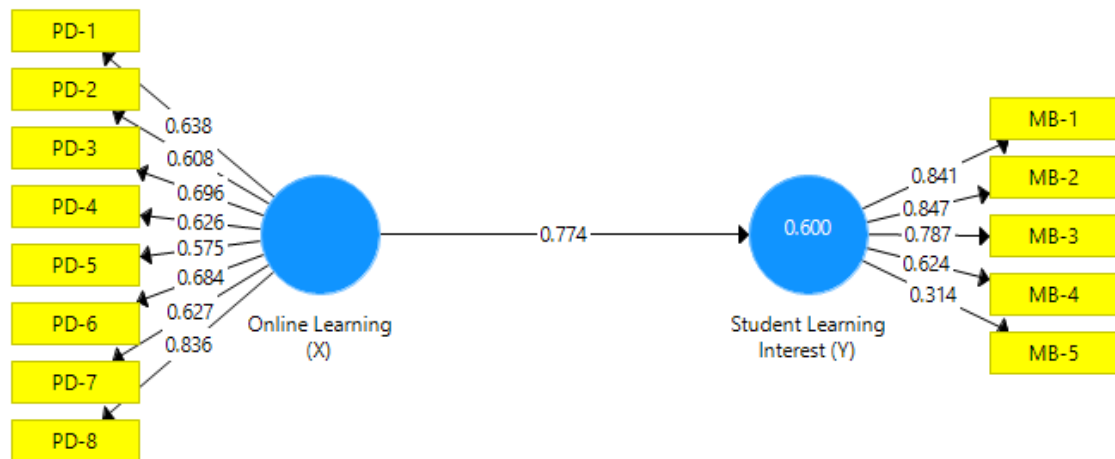 PD-1
PD-2
PD-3
PD-4
PD-5
PD-6
PD-7
PD-8
0.638
0.608
0.696
0.626
0.575
0.684
0.627
0.836
Online Learning
(X)
0.774
0.600
Student Learning
Interest (Y)
0.841
0.847
0.787
0.624
0.314
MB-1
MB-2
MB-3
MB-4
MB-5